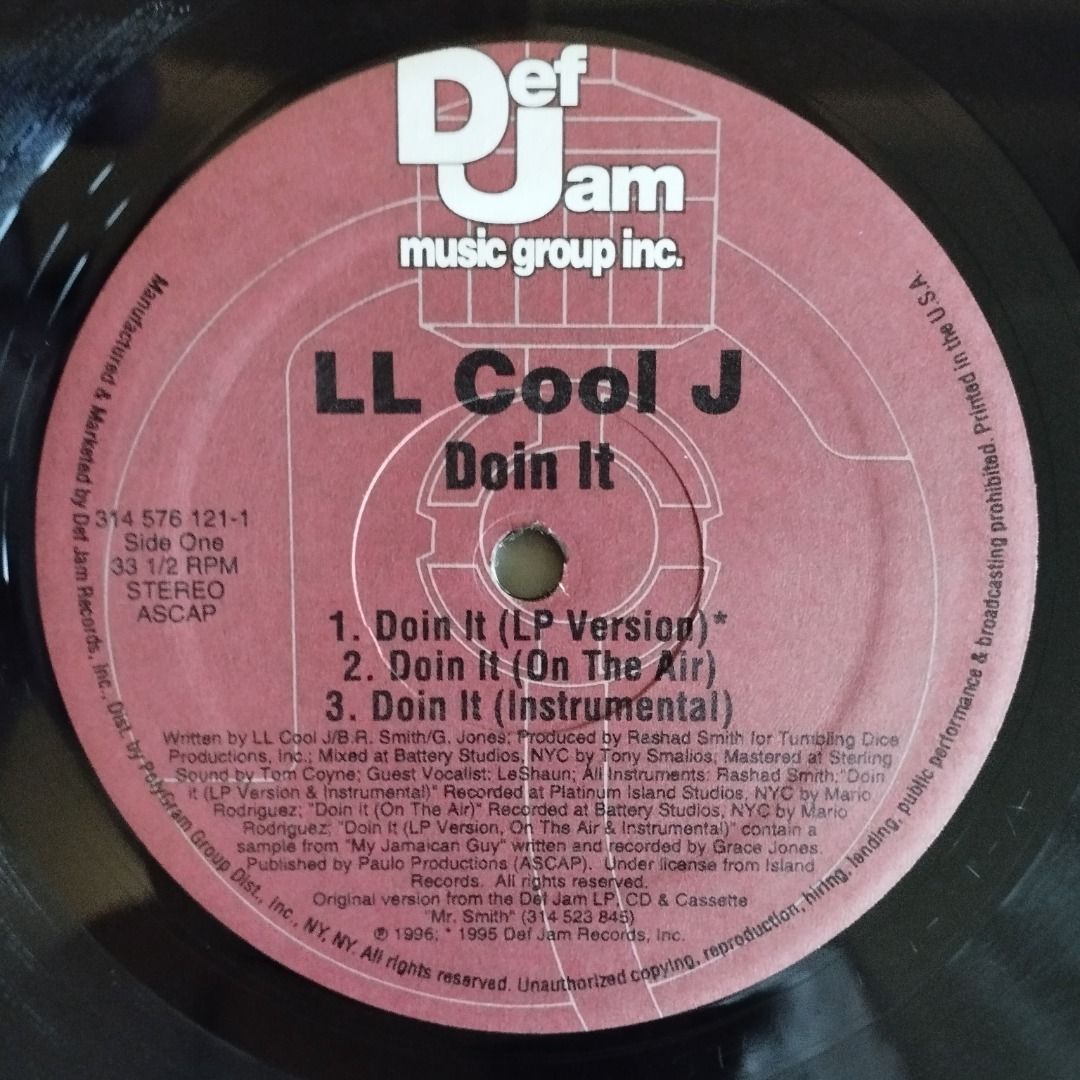 Def
Jam
music group inc.
LL Cool J
Doin It
314 576 121-1
Side One
33 1/2 RPM
STEREO
ASCAP
1. Doin It (LP Version)*
2. Doin It (On The Air)
3. Doin It (Instrumental)
Written by LL Cool J/B.R. Smith/G. Jones; Produced by Rashad Smith for Tumbling Dice
Productions, Inc.; Mixed at Battery Studios, NYC by Tony Smalios; Mastered at Sterling
Sound by Tom Coyne; Guest Vocalist: LeShaun; All Instruments: Rashad Smith; "Doin
it (LP Version & Instrumental)" Recorded at Platinum Island Studios, NYC by Mario
Rodriguez; "Doin it (On The Air)" Recorded at Battery Studios, NYC by Mario
Rodriguez; "Doin It (LP Version, On The Air & Instrumental)" contain a
sample from "My Jamaican Guy" written and recorded by Grace Jones.
Published by Paulo Productions (ASCAP). Under license from Island
Records. All rights reserved.
Original version from the Def Jam LP, CD & Cassette
"Mr. Smith" (314 523 845)
℗ 1996; * 1995 Def Jam Records, Inc.
Manufactured & Marketed by Def Jam Records, Inc., Dist. by PolyGram Group Dist., Inc., NY, NY. All rights reserved. Unauthorized copying, reproduction, hiring, lending, public performance & broadcasting prohibited. Printed in the U.S.A.